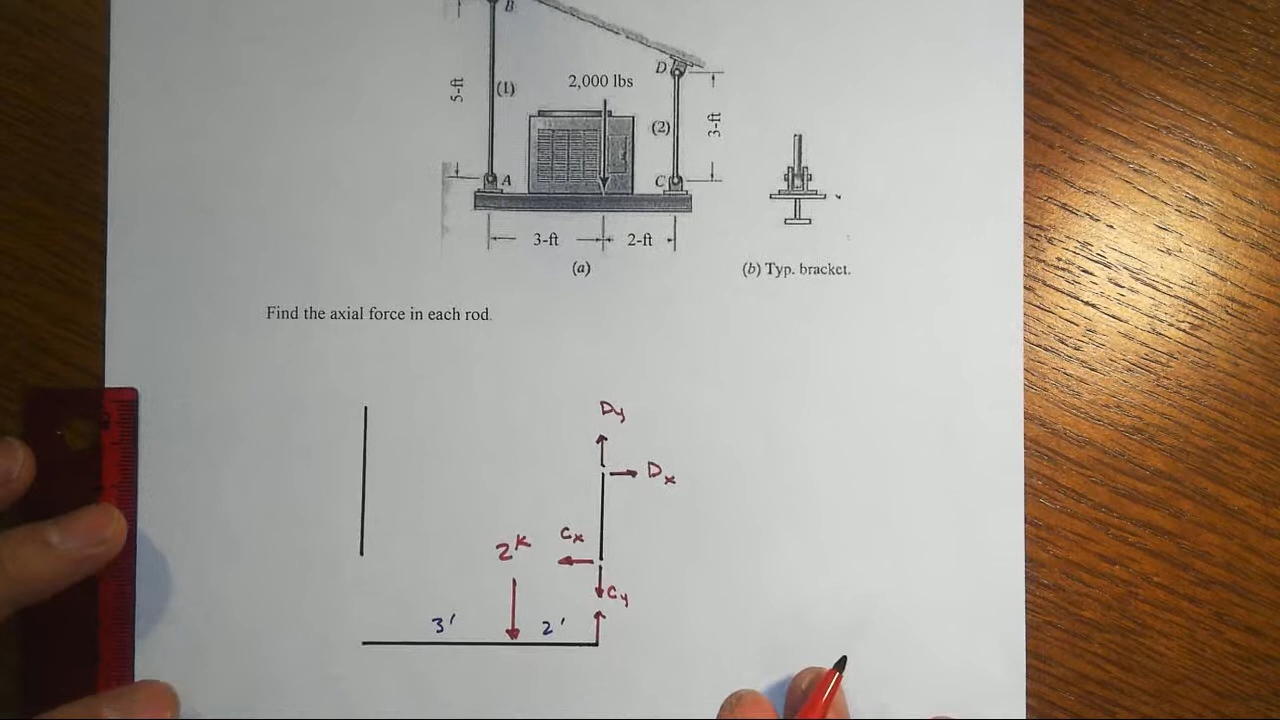 B
5-ft
(1)
2,000 lbs
D
(2)
3-ft
A
C
3-ft
2-ft
(a)
(b) Typ. bracket.
Find the axial force in each rod.
Dy
Dx
Cx
2K
Cy
3'
2'